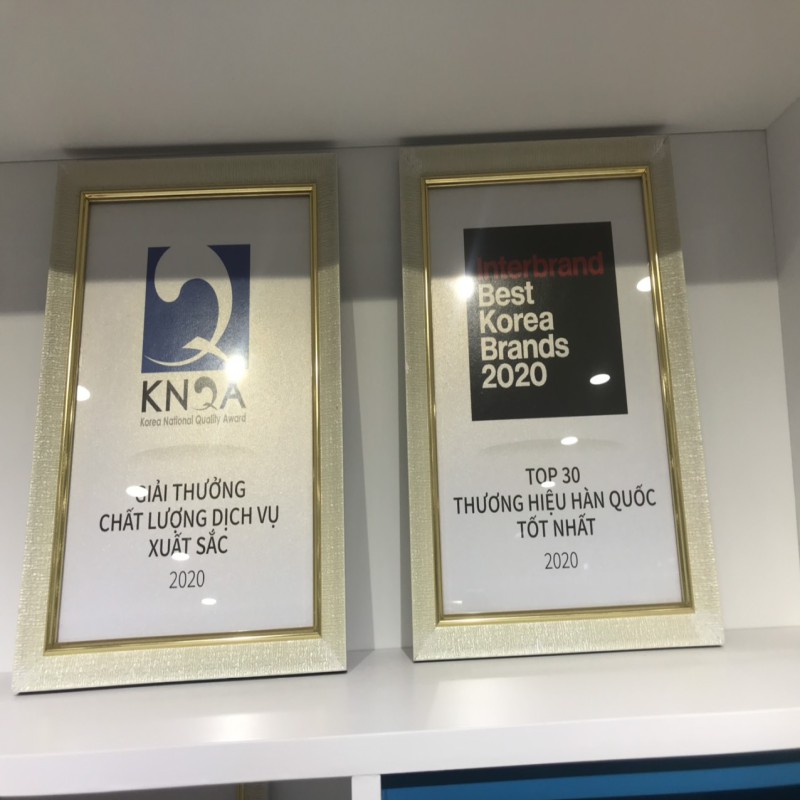 KNQA
Korea National Quality Award
GIẢI THƯỞNG
CHẤT LƯỢNG DỊCH VỤ
XUẤT SẮC
2020
Interbrand
Best
Korea
Brands
2020
TOP 30
THƯƠNG HIỆU HÀN QUỐC
TỐT NHẤT
2020